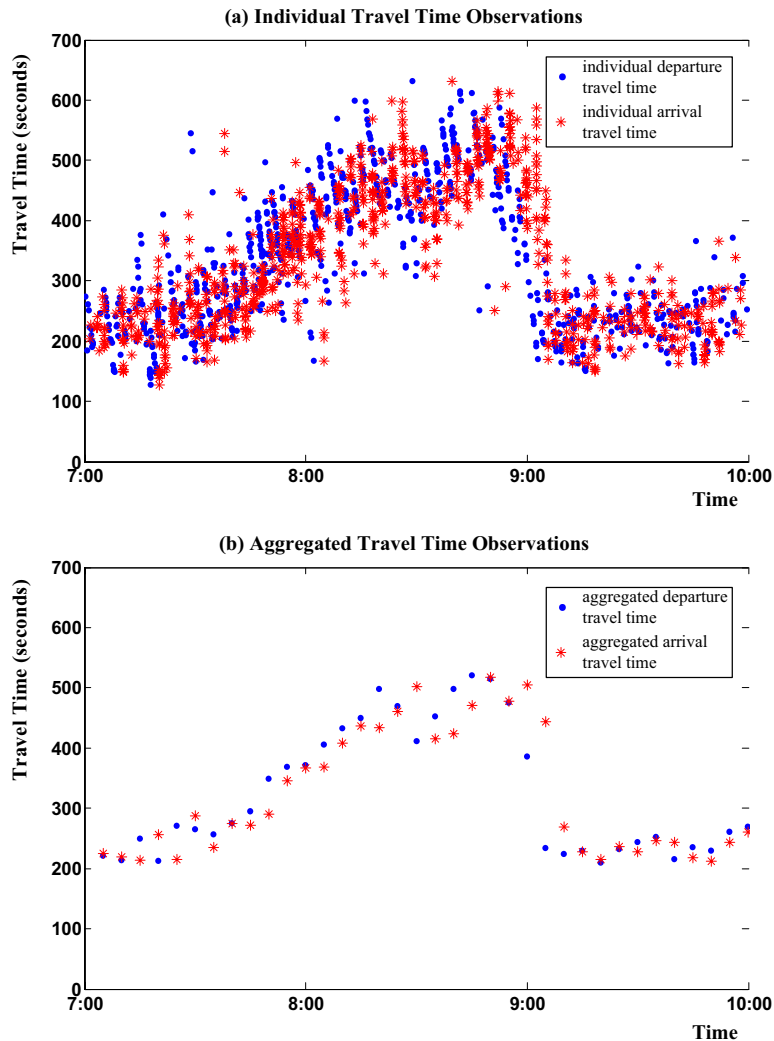 (a) Individual Travel Time Observations
700
600
500
400
300
200
100
0
Travel Time (seconds)
individual departure
travel time
individual arrival
travel time
7:00
8:00
9:00
10:00
Time
(b) Aggregated Travel Time Observations
700
600
500
400
300
200
100
0
Travel Time (seconds)
aggregated departure
travel time
aggregated arrival
travel time
7:00
8:00
9:00
10:00
Time